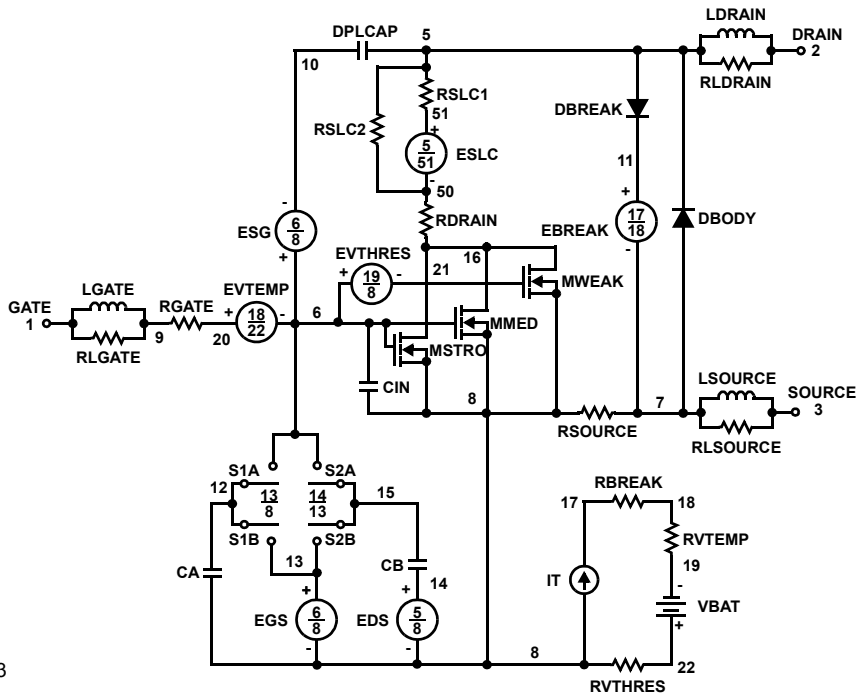 LDRAIN
DPLCAP 5 DRAIN
10 2
RLDRAIN
RSLC1
51
DBREAK
RSLC2
+
5
51
ESLC
11
-
50
- +
6
8
ESG
RDRAIN
17
18
EBREAK
DBODY
+
EVTHRES
16
-
+ 19
8
- 21
MWEAK
LGATE
EVTEMP
GATE
1
RGATE
+ 18
22
- 6
MMED
9 20
MSTRO
RLGATE
CIN
LSOURCE
8 7 SOURCE
3
RSOURCE
RLSOURCE
S1A S2A
12 13
8
14
13
15
RBREAK
17 18
S1B S2B
RVTEMP
13
CB
19
CA
14
IT
-
+ +
VBAT
EGS 6
8
EDS 5
8
+
- -
8 22
RVTHRES
3